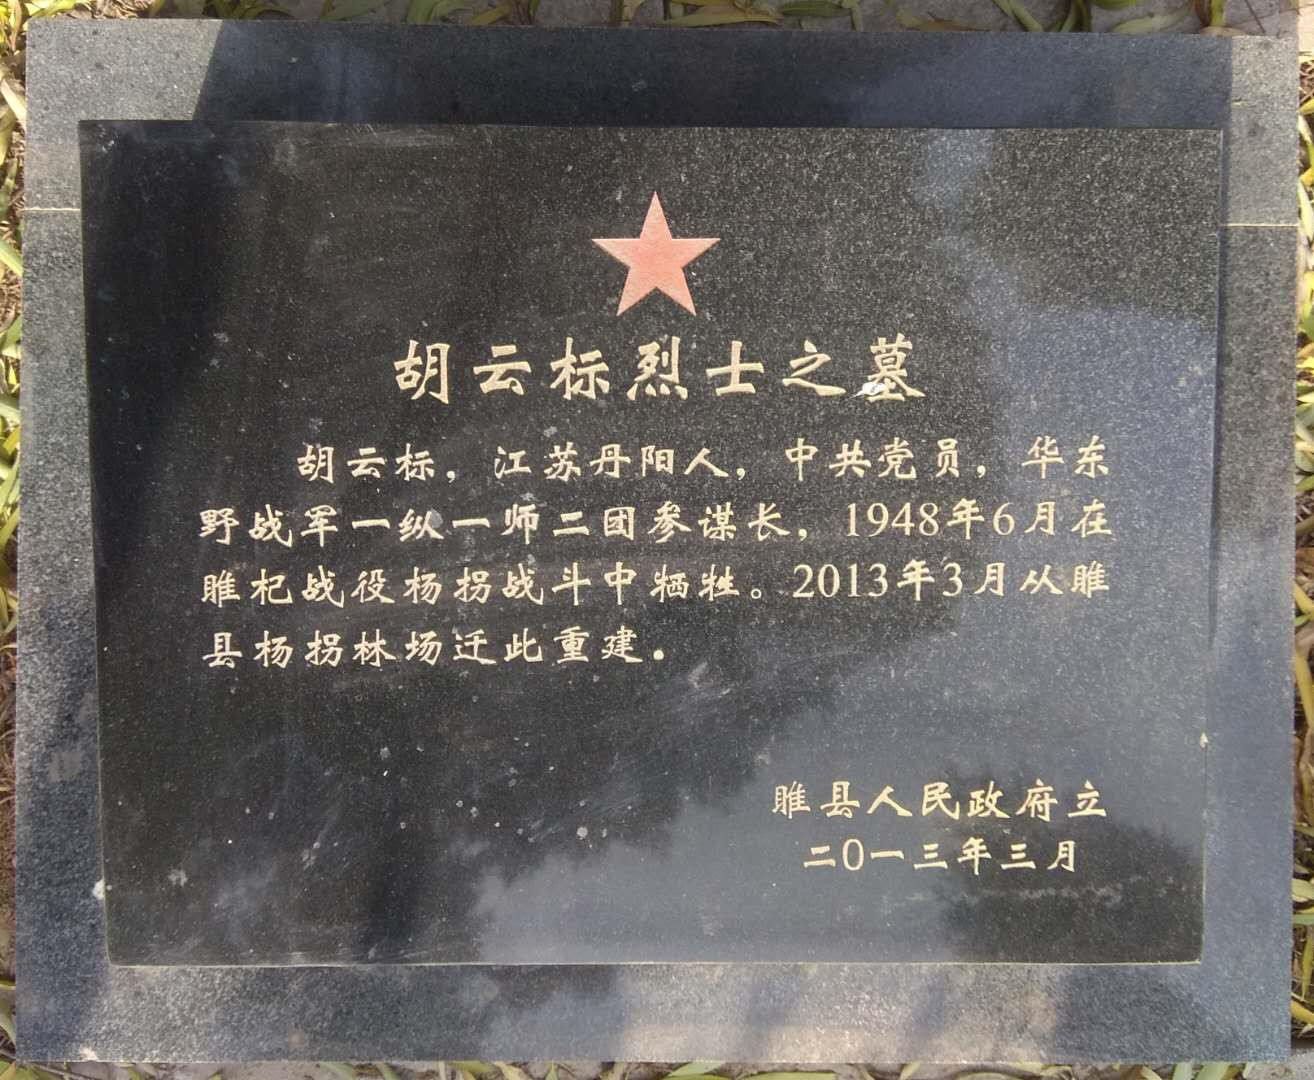 胡云标烈士之墓
胡云标，江苏丹阳人，中共党员，华东
野战军一纵一师二团参谋长，1948年6月在
睢杞战役杨拐战斗中牺牲。2013年3月从睢
县杨拐林场迁此重建．
睢县人民政府立
二0一三年三月